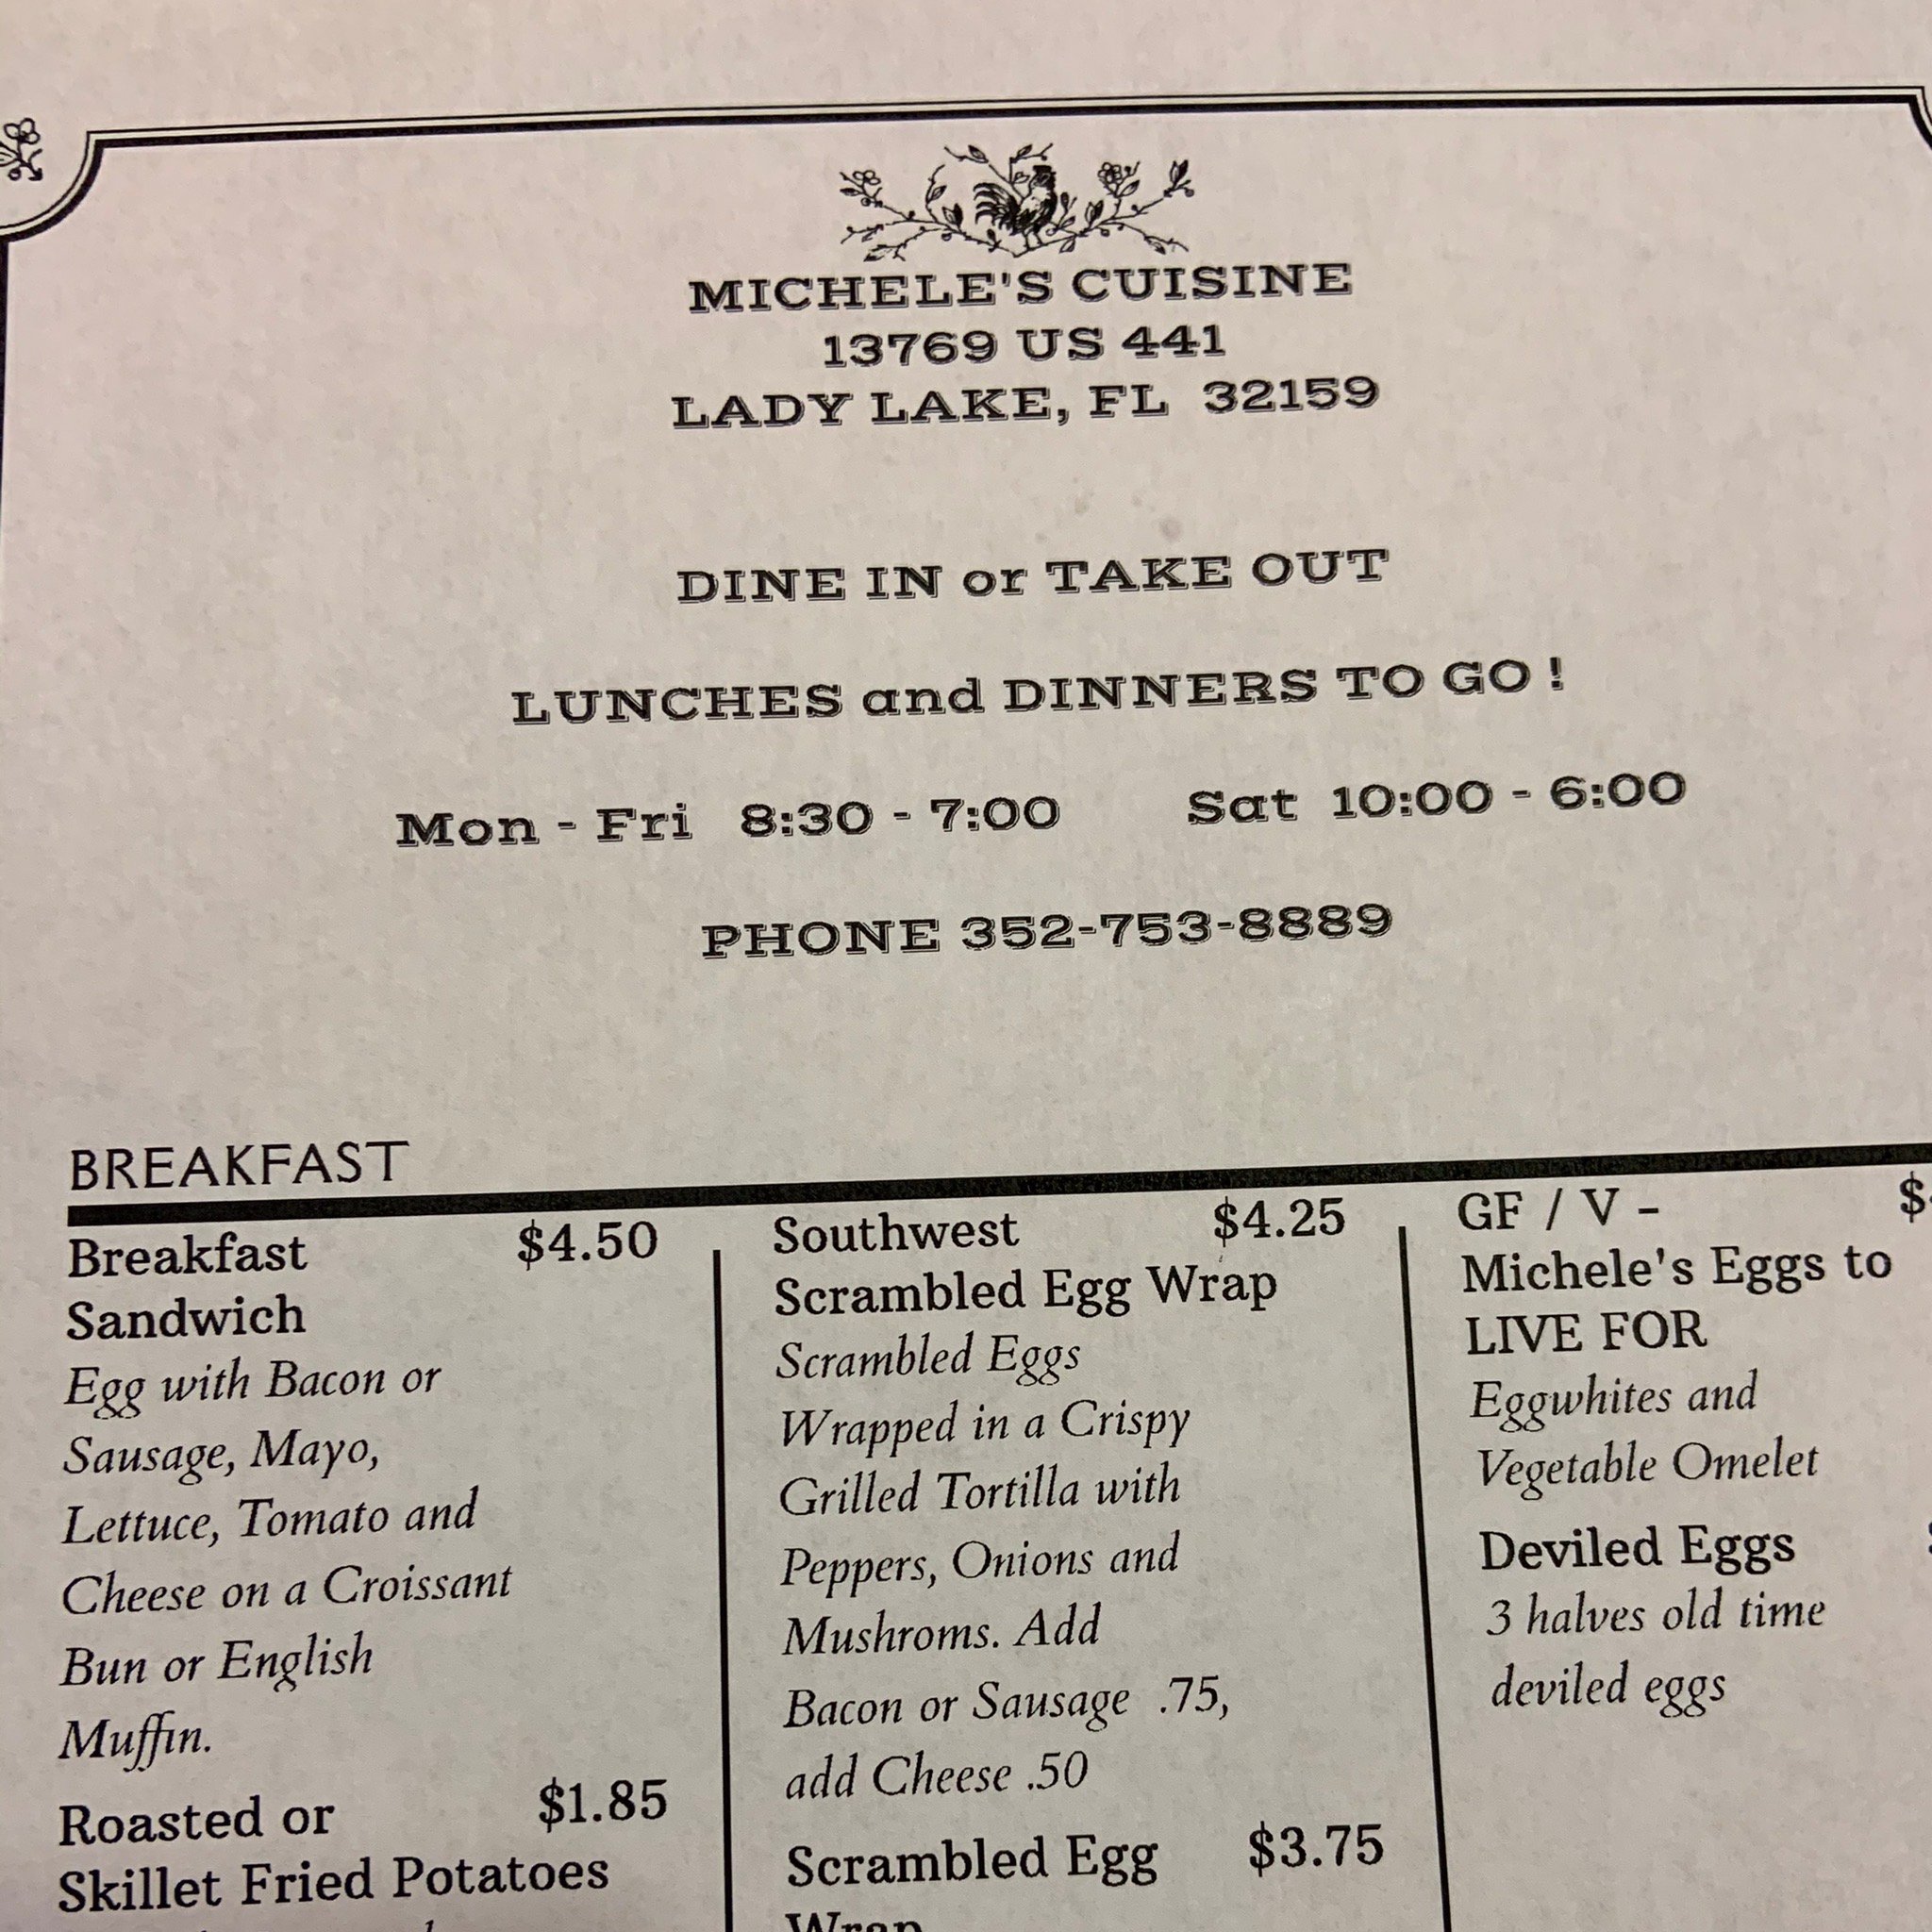 MICHELE'S CUISINE
13769 US 441
LADY LAKE, FL 32159
DINE IN or TAKE OUT
LUNCHES and DINNERS TO GO !
Mon - Fri 8:30 - 7:00 Sat 10:00 - 6:00
PHONE 352-753-8889
BREAKFAST
Breakfast $4.50
Sandwich
Egg with Bacon or
Sausage, Mayo,
Lettuce, Tomato and
Cheese on a Croissant
Bun or English
Muffin.
Roasted or $1.85
Skillet Fried Potatoes
Southwest $4.25
Scrambled Egg Wrap
Scrambled Eggs
Wrapped in a Crispy
Grilled Tortilla with
Peppers, Onions and
Mushroms. Add
Bacon or Sausage .75,
add Cheese .50
Scrambled Egg $3.75
Wrap
GF / V - $
Michele's Eggs to
LIVE FOR
Eggwhites and
Vegetable Omelet
Deviled Eggs
3 halves old time
deviled eggs